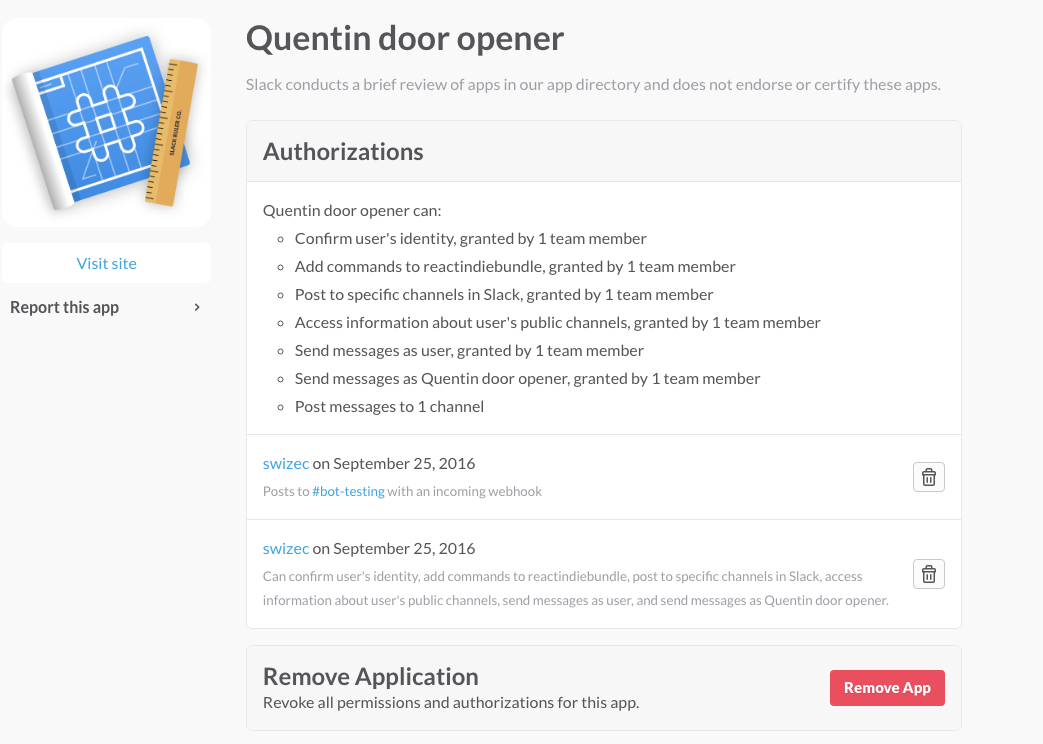 Quentin door opener
Slack conducts a brief review of apps in our app directory and does not endorse or certify these apps.
SLACK RULER CO.
Authorizations
Quentin door opener can:
Confirm user's identity, granted by 1 team member
Add commands to reactindiebundle, granted by 1 team member
Post to specific channels in Slack, granted by 1 team member
Access information about user's public channels, granted by 1 team member
Send messages as user, granted by 1 team member
Send messages as Quentin door opener, granted by 1 team member
Post messages to 1 channel
Visit site
Report this app
swizec on September 25, 2016
Posts to #bot-testing with an incoming webhook
swizec on September 25, 2016
Can confirm user's identity, add commands to reactindiebundle, post to specific channels in Slack, access
information about user's public channels, send messages as user, and send messages as Quentin door opener.
Remove Application
Revoke all permissions and authorizations for this app.
Remove App